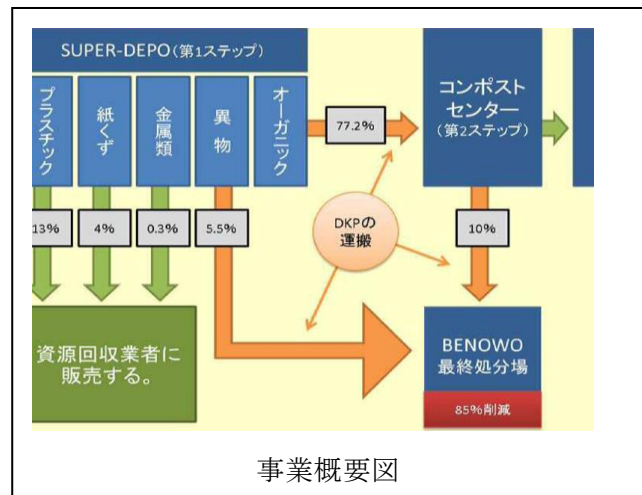 SUPER-DEPO(第1ステップ)
プラスチック
紙くず
金属類
異物
オーガニック
77.2%
コンポスト
センター
(第2ステップ)
13%
4%
0.3%
5.5%
DKPの
運搬
10%
資源回収業者に
販売する。
BENOWO
最終処分場
85%削減
事業概要図